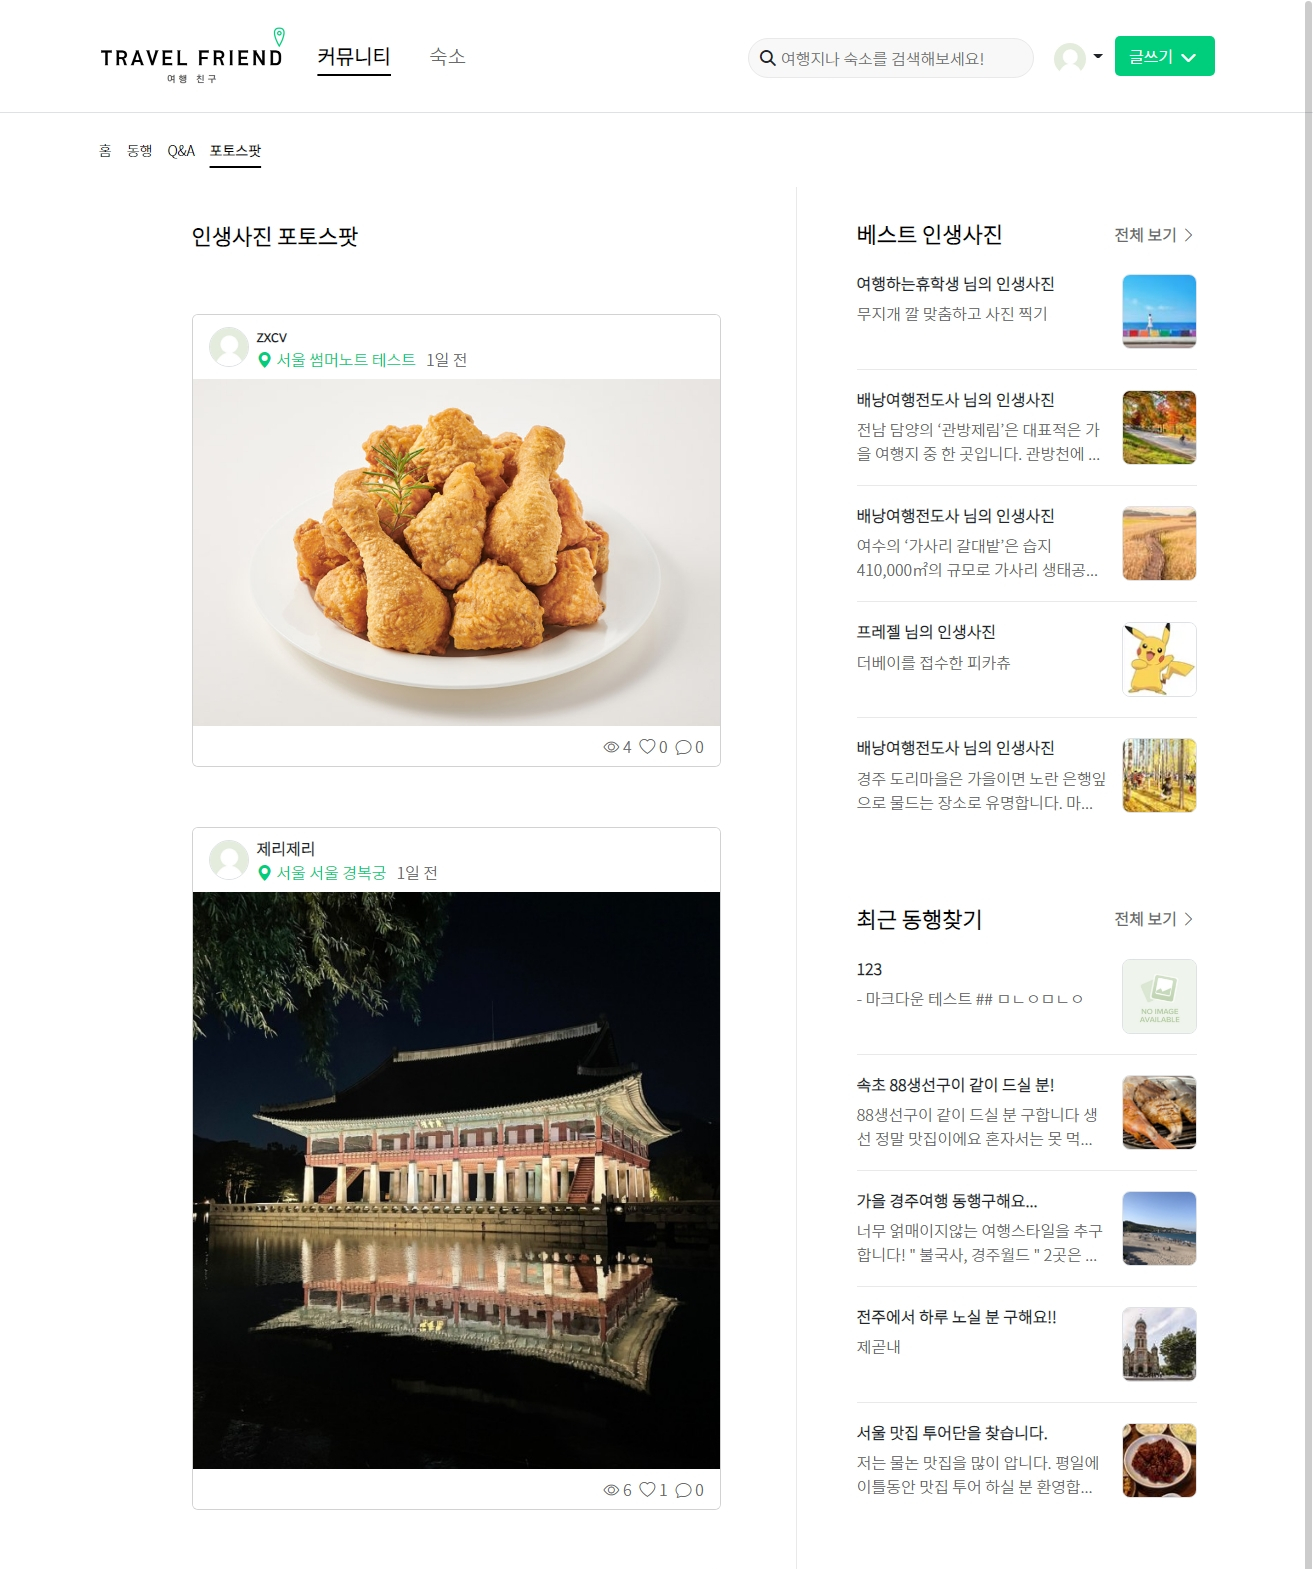 TRAVEL FRIEND
여행 친구
커뮤니티
숙소
여행지나 숙소를 검색해보세요!
글쓰기
홈 동행 Q&A 포토스팟
인생사진 포토스팟
zxcv
서울 썸머노트 테스트 1일 전
4 0 0
제리제리
서울 서울 경복궁 1일 전
6 1 0
베스트 인생사진
전체 보기
여행하는휴학생 님의 인생사진
무지개 깔 맞춤하고 사진 찍기
배낭여행전도사 님의 인생사진
전남 담양의 ‘관방제림’은 대표적은 가
을 여행지 중 한 곳입니다. 관방천에 ...
배낭여행전도사 님의 인생사진
여수의 ‘가사리 갈대밭’은 습지
410,000㎡의 규모로 가사리 생태공...
프레젤 님의 인생사진
더베이를 접수한 피카츄
배낭여행전도사 님의 인생사진
경주 도리마을은 가을이면 노란 은행잎
으로 물드는 장소로 유명합니다. 마...
최근 동행찾기
전체 보기
123
- 마크다운 테스트 ## ㅁㄴㅇㅁㄴㅇ
NO IMAGE
AVAILABLE
속초 88생선구이 같이 드실 분!
88생선구이 같이 드실 분 구합니다 생
선 정말 맛집이에요 혼자서는 못 먹...
가을 경주여행 동행구해요...
너무 얽매이지않는 여행스타일을 추구
합니다! " 불국사, 경주월드 " 2곳은 ...
전주에서 하루 노실 분 구해요!!
제곧내
서울 맛집 투어단을 찾습니다.
저는 물논 맛집을 많이 압니다. 평일에
이틀동안 맛집 투어 하실 분 환영합...